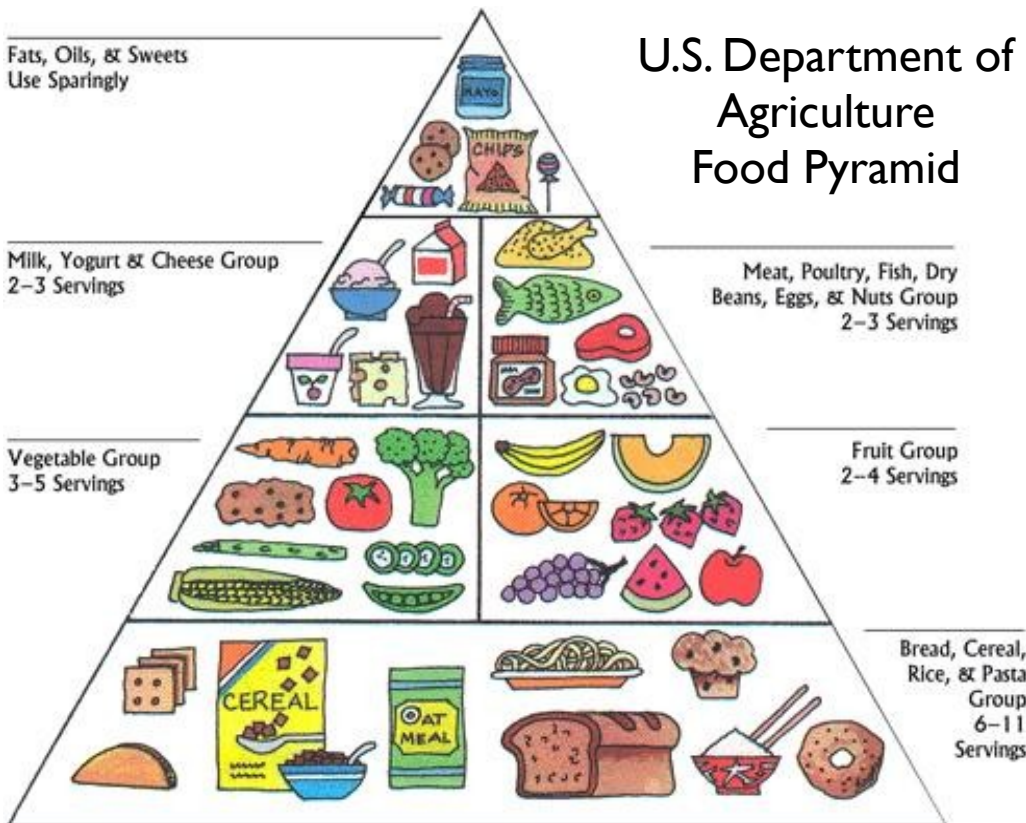 Fats, Oils, & Sweets
Use Sparingly
U.S. Department of
Agriculture
Food Pyramid
MAYO
CHIPS
Milk, Yogurt & Cheese Group
2–3 Servings
Meat, Poultry, Fish, Dry
Beans, Eggs, & Nuts Group
2–3 Servings
Vegetable Group
3–5 Servings
Fruit Group
2–4 Servings
CEREAL
OAT
MEAL
Bread, Cereal,
Rice, & Pasta
Group
6–11
Servings